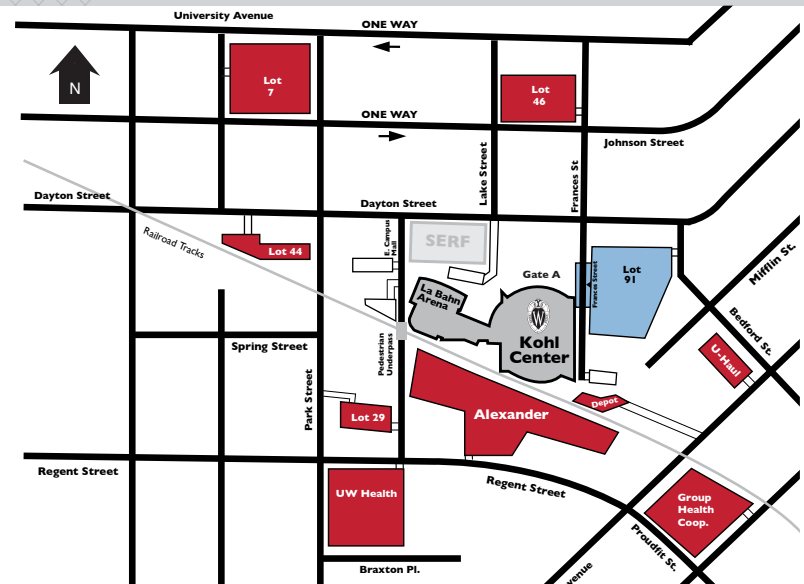 University Avenue
ONE WAY
N
Lot
7
Lot
46
ONE WAY
Johnson Street
Lake Street
Frances St
Dayton Street
Dayton Street
Railroad Tracks
Lot 44
E. Campus
Mall
SERF
Gate A
Frances Street
Lot
91
Mifflin St.
La Bahn
Arena
W
Kohl
Center
Bedford St.
U-Haul
Spring Street
Pedestrian
Underpass
Park Street
Lot 29
Alexander
Depot
Regent Street
UW Health
Regent Street
Group
Health
Coop.
Proudfit St.
Braxton Pl.
venue